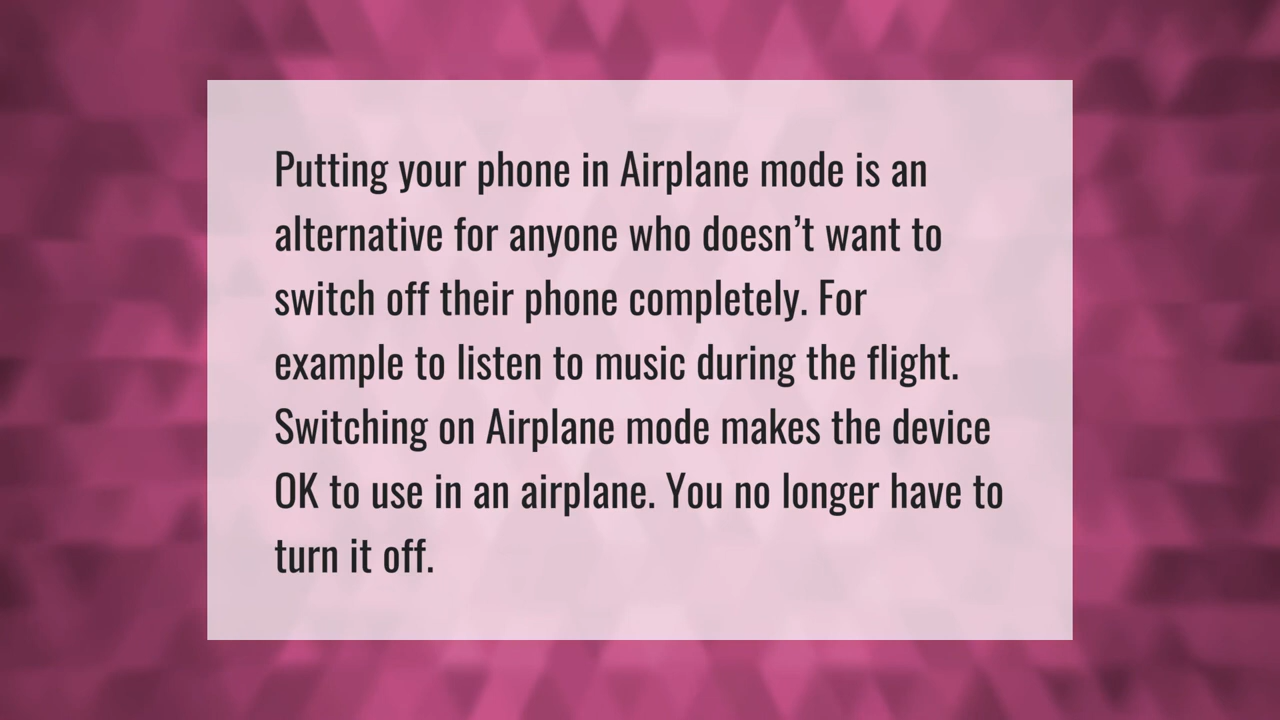 Putting your phone in Airplane mode is an
alternative for anyone who doesn’t want to
switch off their phone completely. For
example to listen to music during the flight.
Switching on Airplane mode makes the device
OK to use in an airplane. You no longer have to
turn it off.